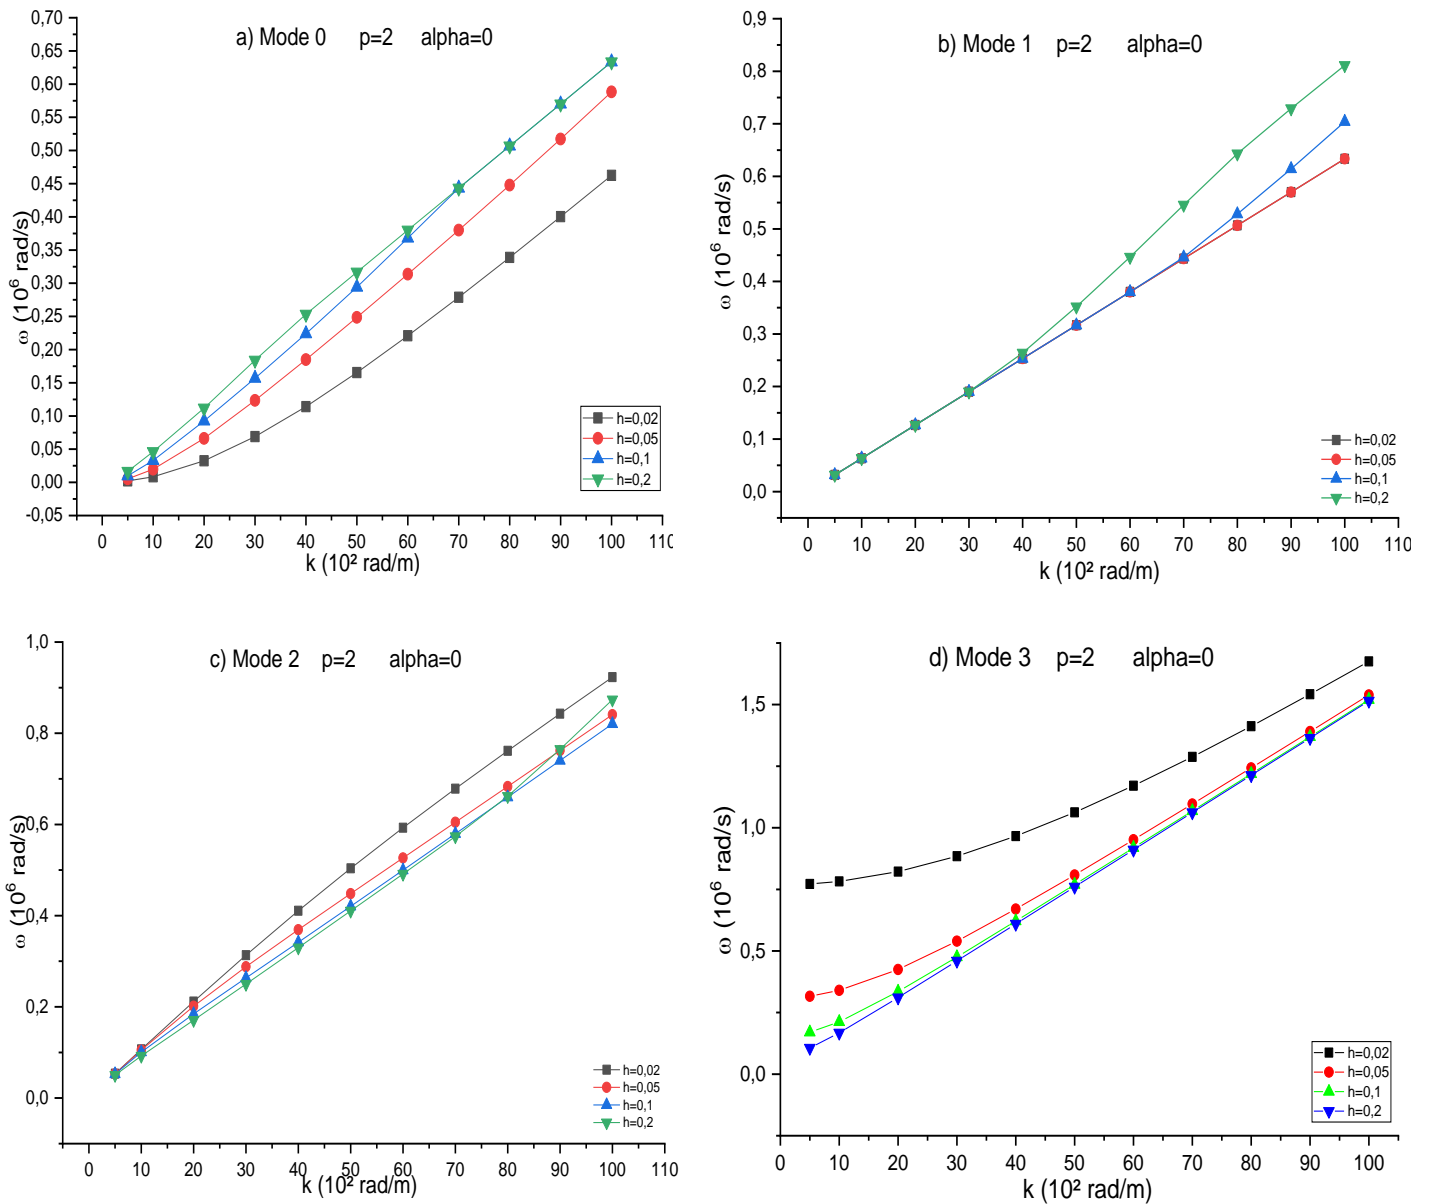 a) Mode 0 p=2 alpha=0
0,70
0,65
0,60
0,55
0,50
0,45
0,40
0,35
0,30
0,25
0,20
0,15
0,10
0,05
0,00
-0,05
ω (10⁶ rad/s)
h=0,02
h=0,05
h=0,1
h=0,2
0 10 20 30 40 50 60 70 80 90 100 110
k (10² rad/m)
b) Mode 1 p=2 alpha=0
0,9
0,8
0,7
0,6
0,5
0,4
0,3
0,2
0,1
0,0
ω (10⁶ rad/s)
h=0,02
h=0,05
h=0,1
h=0,2
0 10 20 30 40 50 60 70 80 90 100 110
k (10² rad/m)
c) Mode 2 p=2 alpha=0
1,0
0,8
0,6
0,4
0,2
0,0
ω (10⁶ rad/s)
h=0,02
h=0,05
h=0,1
h=0,2
0 10 20 30 40 50 60 70 80 90 100 110
k (10² rad/m)
d) Mode 3 p=2 alpha=0
1,5
1,0
0,5
0,0
ω (10⁶ rad/s)
h=0,02
h=0,05
h=0,1
h=0,2
0 10 20 30 40 50 60 70 80 90 100
k (10² rad/m)